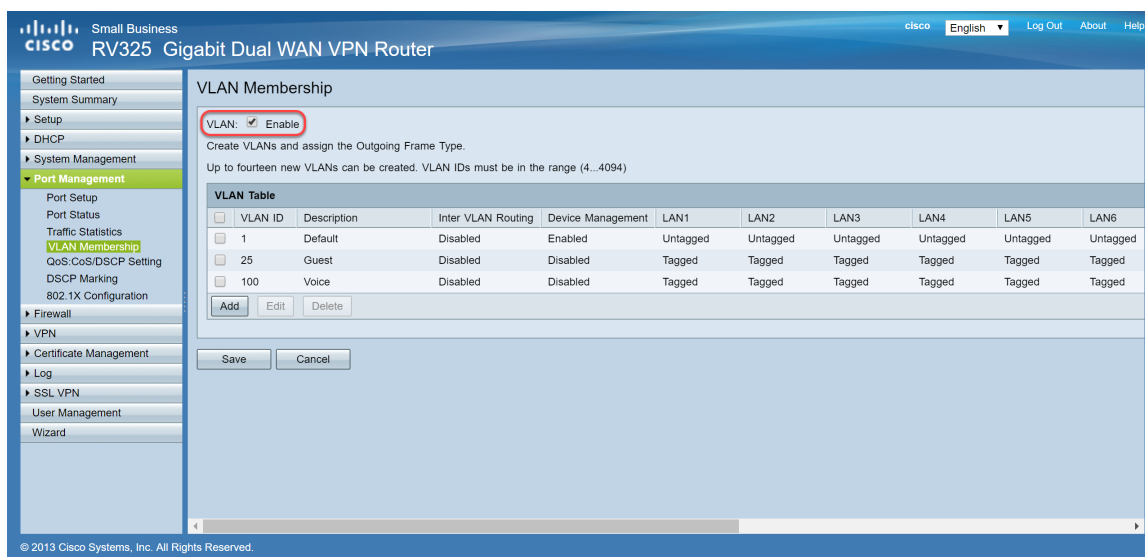 Small Business
cisco English Log Out About Help
CISCO RV325 Gigabit Dual WAN VPN Router
Getting Started
System Summary
Setup
DHCP
System Management
Port Management
Port Setup
Port Status
Traffic Statistics
VLAN Membership
QoS:CoS/DSCP Setting
DSCP Marking
802.1X Configuration
Firewall
VPN
Certificate Management
Log
SSL VPN
User Management
Wizard
VLAN Membership
VLAN: Enable
Create VLANs and assign the Outgoing Frame Type.
Up to fourteen new VLANs can be created. VLAN IDs must be in the range (4...4094)
VLAN Table
VLAN ID Description Inter VLAN Routing Device Management LAN1 LAN2 LAN3 LAN4 LAN5 LAN6
1 Default Disabled Enabled Untagged Untagged Untagged Untagged Untagged Untagged
25 Guest Disabled Disabled Tagged Tagged Tagged Tagged Tagged Tagged
100 Voice Disabled Disabled Tagged Tagged Tagged Tagged Tagged Tagged
Add Edit Delete
Save Cancel
© 2013 Cisco Systems, Inc. All Rights Reserved.